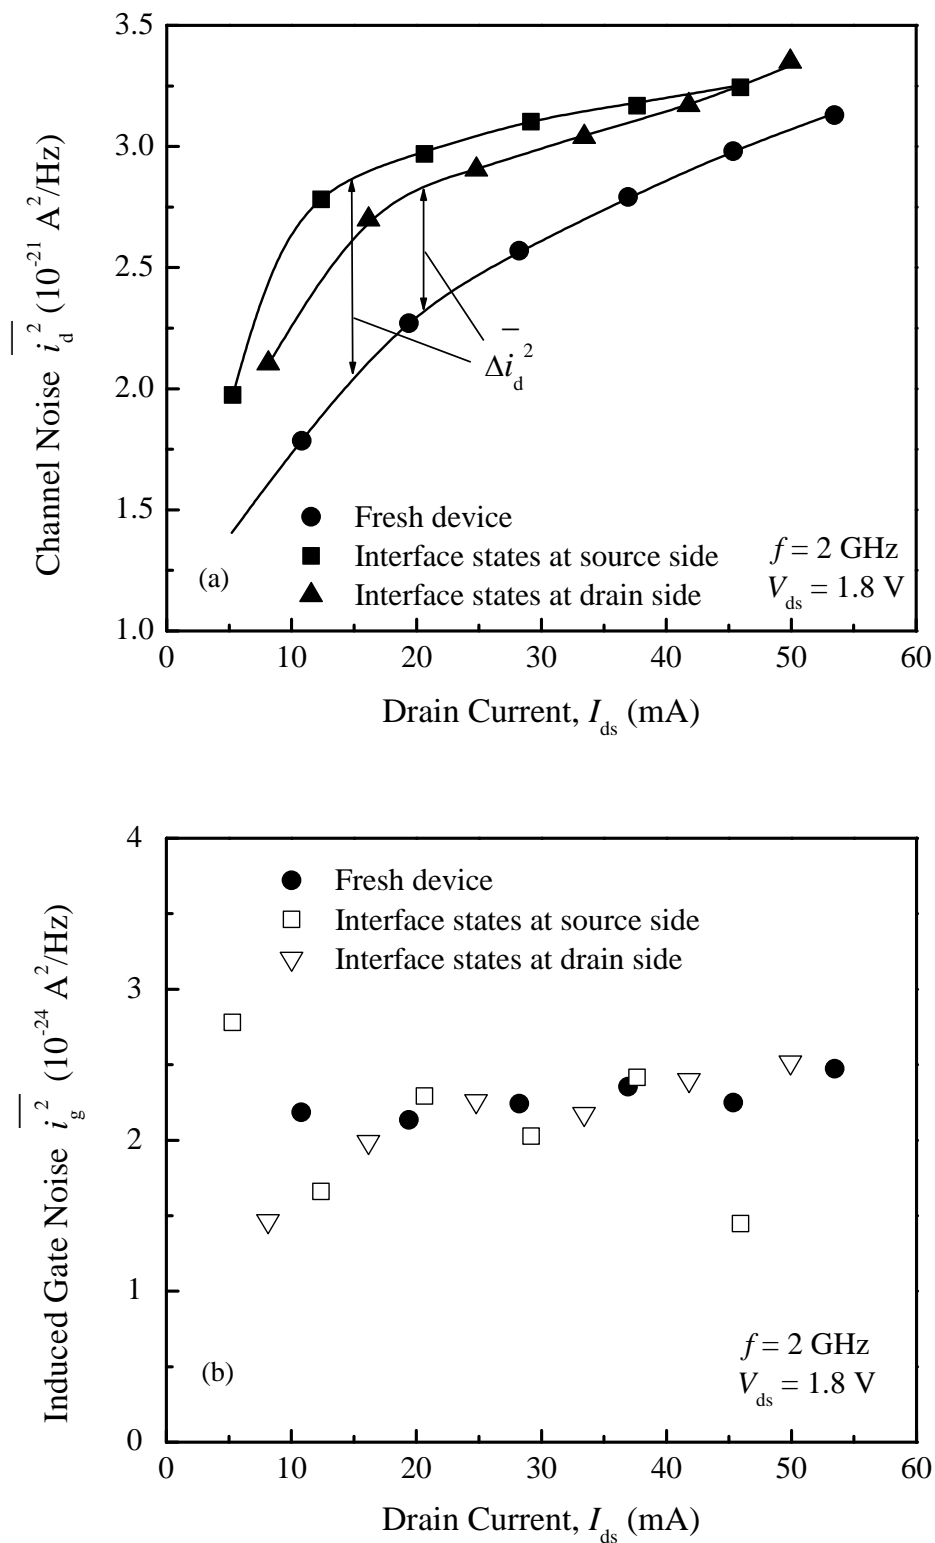 3.5
3.0
2.5
2.0
1.5
1.0
Channel Noise i_d^2 (10^-21 A^2/Hz)
Δi_d^2
Fresh device
Interface states at source side
Interface states at drain side
f = 2 GHz
V_ds = 1.8 V
(a)
0 10 20 30 40 50 60
Drain Current, I_ds (mA)
4
3
2
1
0
Induced Gate Noise i_g^2 (10^-24 A^2/Hz)
Fresh device
Interface states at source side
Interface states at drain side
f = 2 GHz
V_ds = 1.8 V
(b)
0 10 20 30 40 50 60
Drain Current, I_ds (mA)